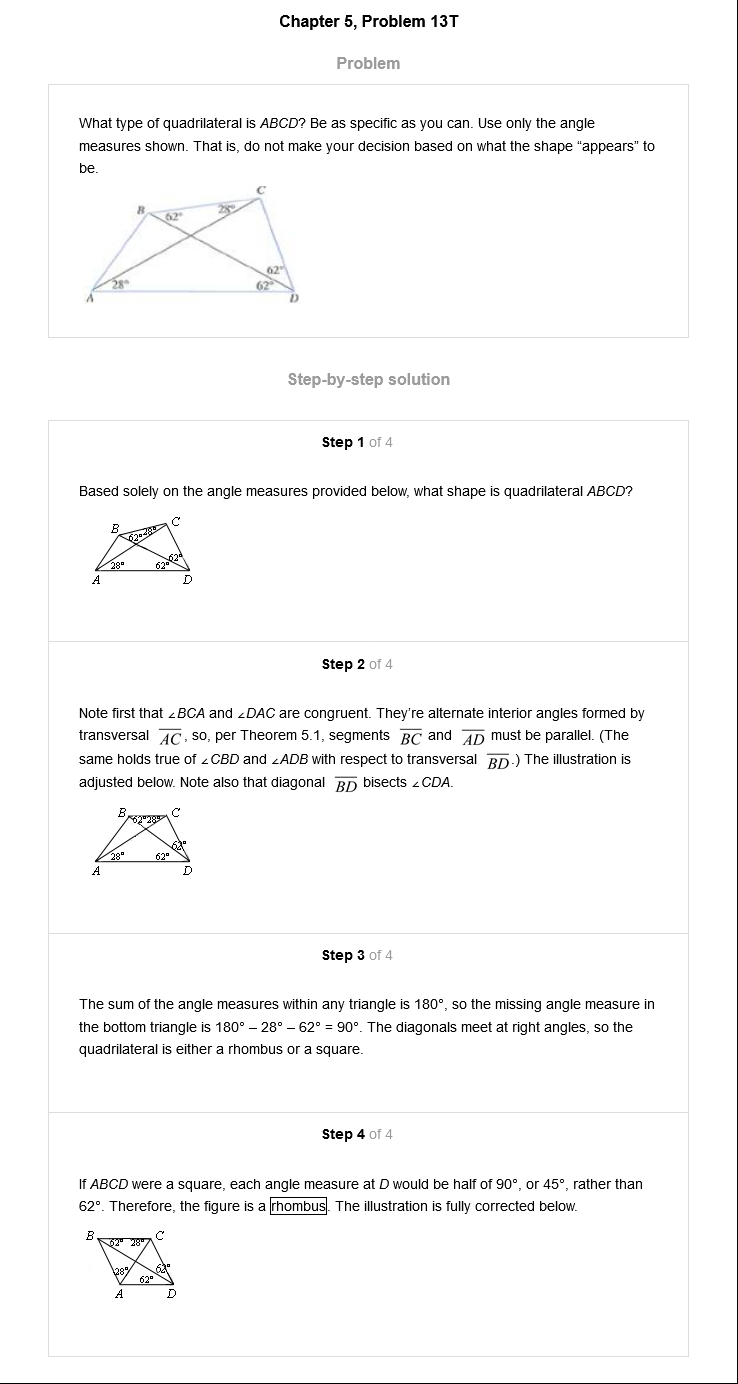 Chapter 5, Problem 13T
Problem
What type of quadrilateral is ABCD? Be as specific as you can. Use only the angle
measures shown. That is, do not make your decision based on what the shape “appears” to
be.
C
B
62°
28°
62°
28°
62°
A
D
Step-by-step solution
Step 1 of 4
Based solely on the angle measures provided below, what shape is quadrilateral ABCD?
B
C
62°
28°
62°
28°
62°
A
D
Step 2 of 4
Note first that ∠BCA and ∠DAC are congruent. They’re alternate interior angles formed by
transversal AC, so, per Theorem 5.1, segments BC and AD must be parallel. (The
same holds true of ∠CBD and ∠ADB with respect to transversal BD.) The illustration is
adjusted below. Note also that diagonal BD bisects ∠CDA.
B
C
62°
28°
62°
28°
62°
A
D
Step 3 of 4
The sum of the angle measures within any triangle is 180°, so the missing angle measure in
the bottom triangle is 180° – 28° – 62° = 90°. The diagonals meet at right angles, so the
quadrilateral is either a rhombus or a square.
Step 4 of 4
If ABCD were a square, each angle measure at D would be half of 90°, or 45°, rather than
62°. Therefore, the figure is a rhombus. The illustration is fully corrected below.
B
C
62°
28°
28°
62°
62°
A
D